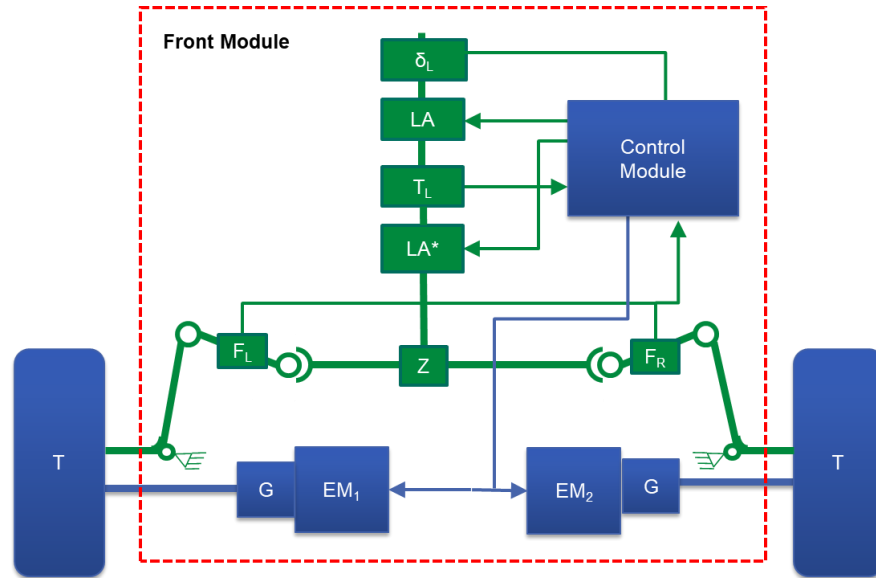 Front Module
δL
LA
Control
Module
TL
LA*
FL
Z
FR
T
G
EM1
EM2
G
T